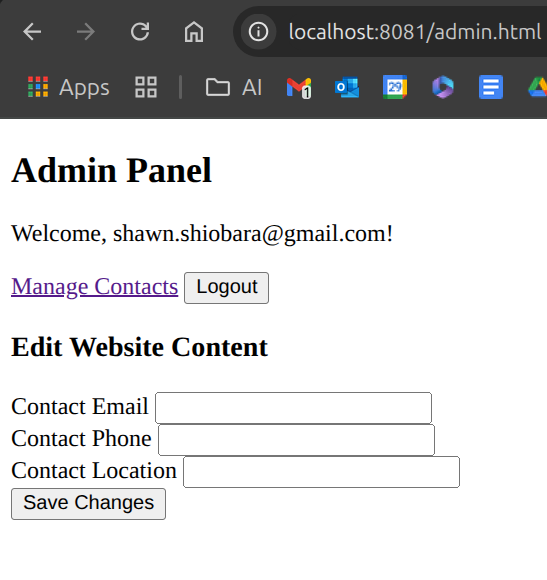 localhost:8081/admin.html
Apps
AI
1
29
Admin Panel
Welcome, shawn.shiobara@gmail.com!
Manage Contacts Logout
Edit Website Content
Contact Email
Contact Phone
Contact Location
Save Changes